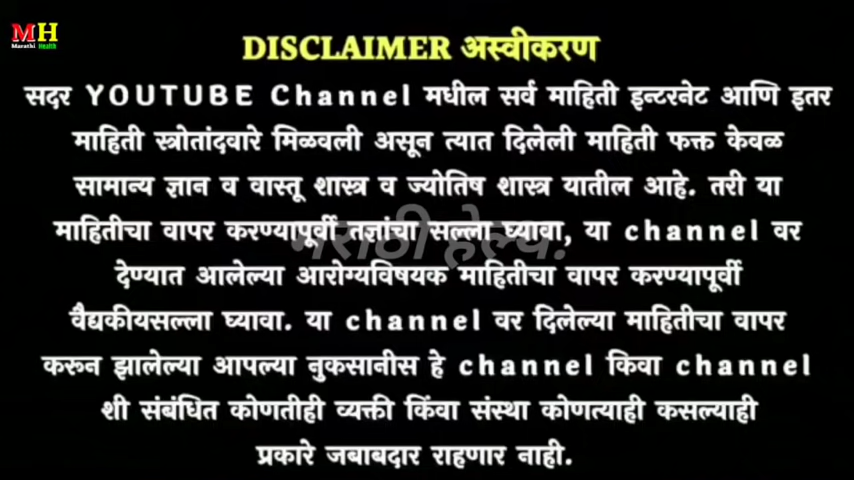 MH
Marathi Health
DISCLAIMER अस्वीकरण
सदर YOUTUBE Channel मधील सर्व माहिती इन्टरनेट आणि इतर
माहिती स्त्रोतांदवारे मिळवली असून त्यात दिलेली माहिती फक्त केवळ
सामान्य ज्ञान व वास्तू शास्त्र व ज्योतिष शास्त्र यातील आहे. तरी या
माहितीचा वापर करण्यापूर्वी तज्ञांचा सल्ला घ्यावा, या channel वर
मराठी हेल्थ.
देण्यात आलेल्या आरोग्यविषयक माहितीचा वापर करण्यापूर्वी
वैद्यकीयसल्ला घ्यावा. या channel वर दिलेल्या माहितीचा वापर
करून झालेल्या आपल्या नुकसानीस हे channel किवा channel
शी संबंधित कोणतीही व्यक्ती किंवा संस्था कोणत्याही कसल्याही
प्रकारे जबाबदार राहणार नाही.